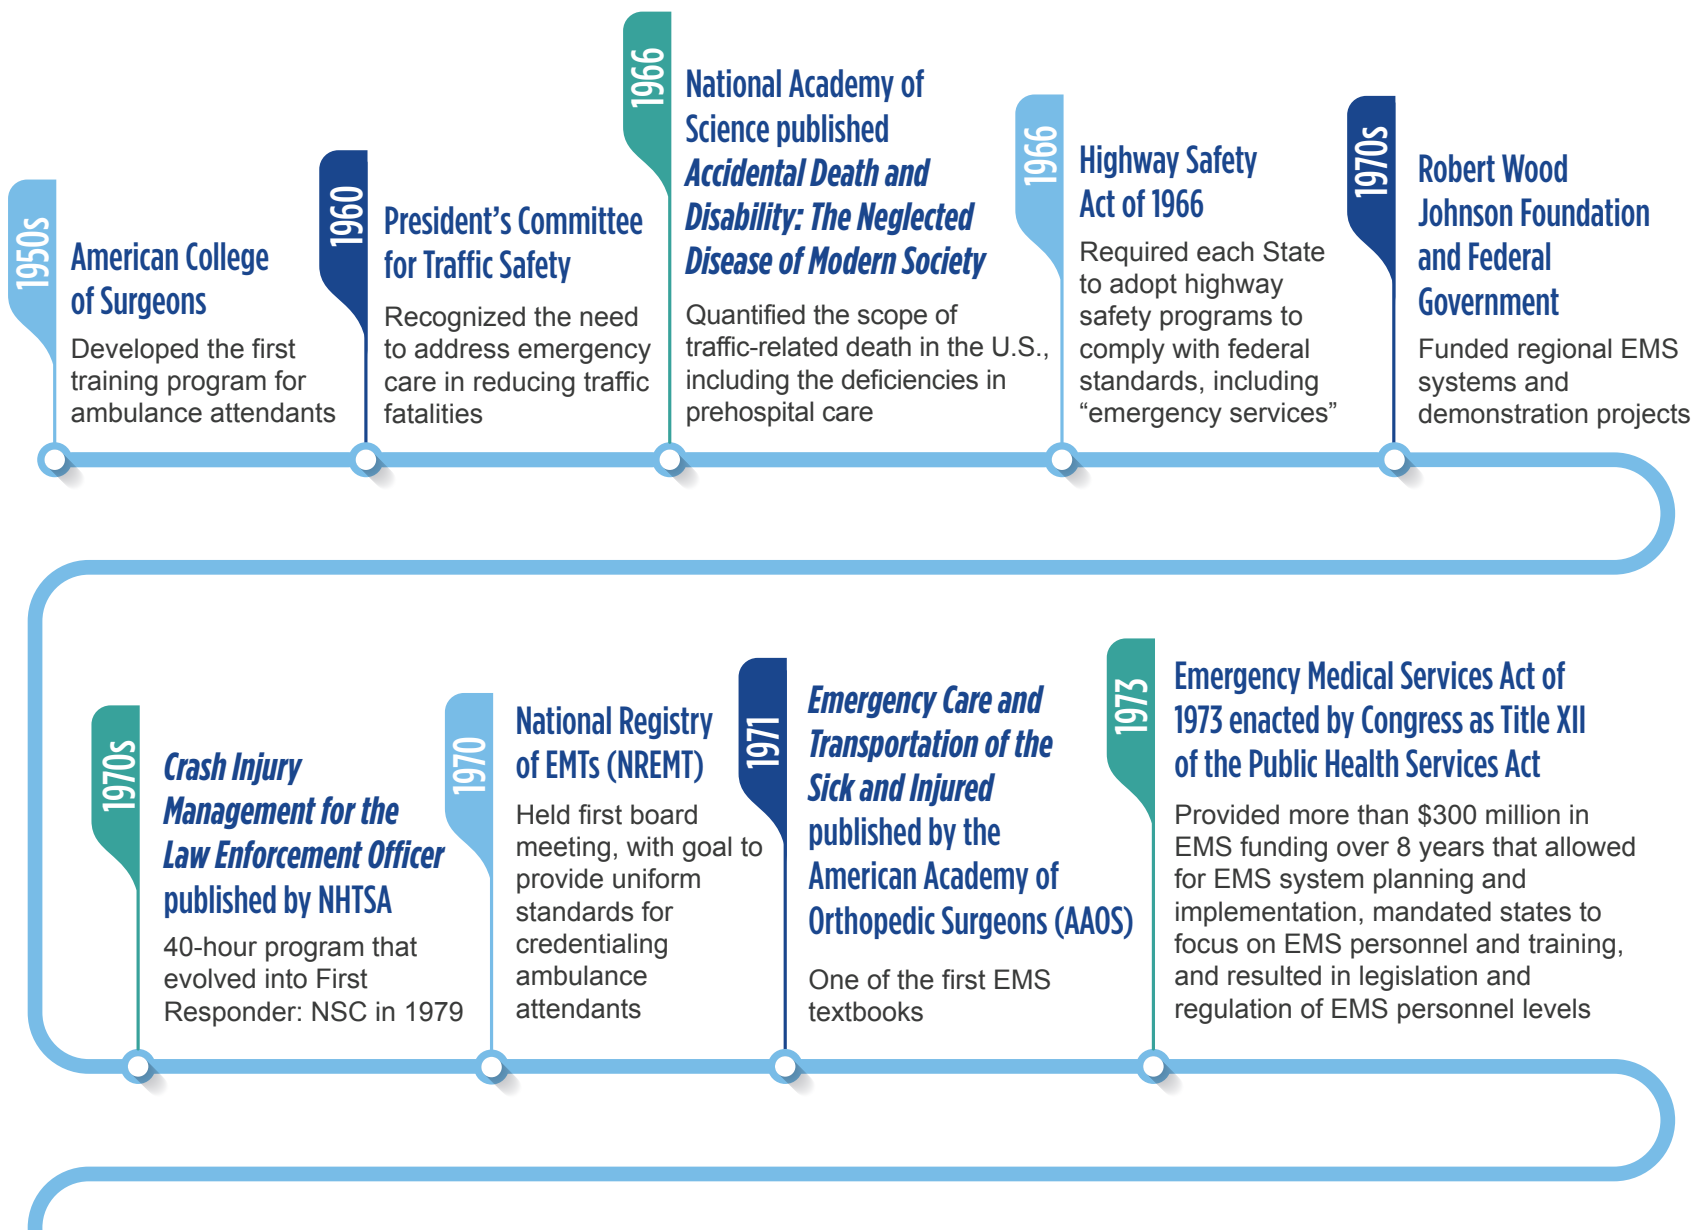 1950s
American College
of Surgeons
Developed the first
training program for
ambulance attendants
1960
President’s Committee
for Traffic Safety
Recognized the need
to address emergency
care in reducing traffic
fatalities
1966
National Academy of
Science published
Accidental Death and
Disability: The Neglected
Disease of Modern Society
Quantified the scope of
traffic-related death in the U.S.,
including the deficiencies in
prehospital care
1966
Highway Safety
Act of 1966
Required each State
to adopt highway
safety programs to
comply with federal
standards, including
“emergency services”
1970s
Robert Wood
Johnson Foundation
and Federal
Government
Funded regional EMS
systems and
demonstration projects
1970s
Crash Injury
Management for the
Law Enforcement Officer
published by NHTSA
40-hour program that
evolved into First
Responder: NSC in 1979
1970
National Registry
of EMTs (NREMT)
Held first board
meeting, with goal to
provide uniform
standards for
credentialing
ambulance
attendants
1971
Emergency Care and
Transportation of the
Sick and Injured
published by the
American Academy of
Orthopedic Surgeons (AAOS)
One of the first EMS
textbooks
1973
Emergency Medical Services Act of
1973 enacted by Congress as Title XII
of the Public Health Services Act
Provided more than $300 million in
EMS funding over 8 years that allowed
for EMS system planning and
implementation, mandated states to
focus on EMS personnel and training,
and resulted in legislation and
regulation of EMS personnel levels